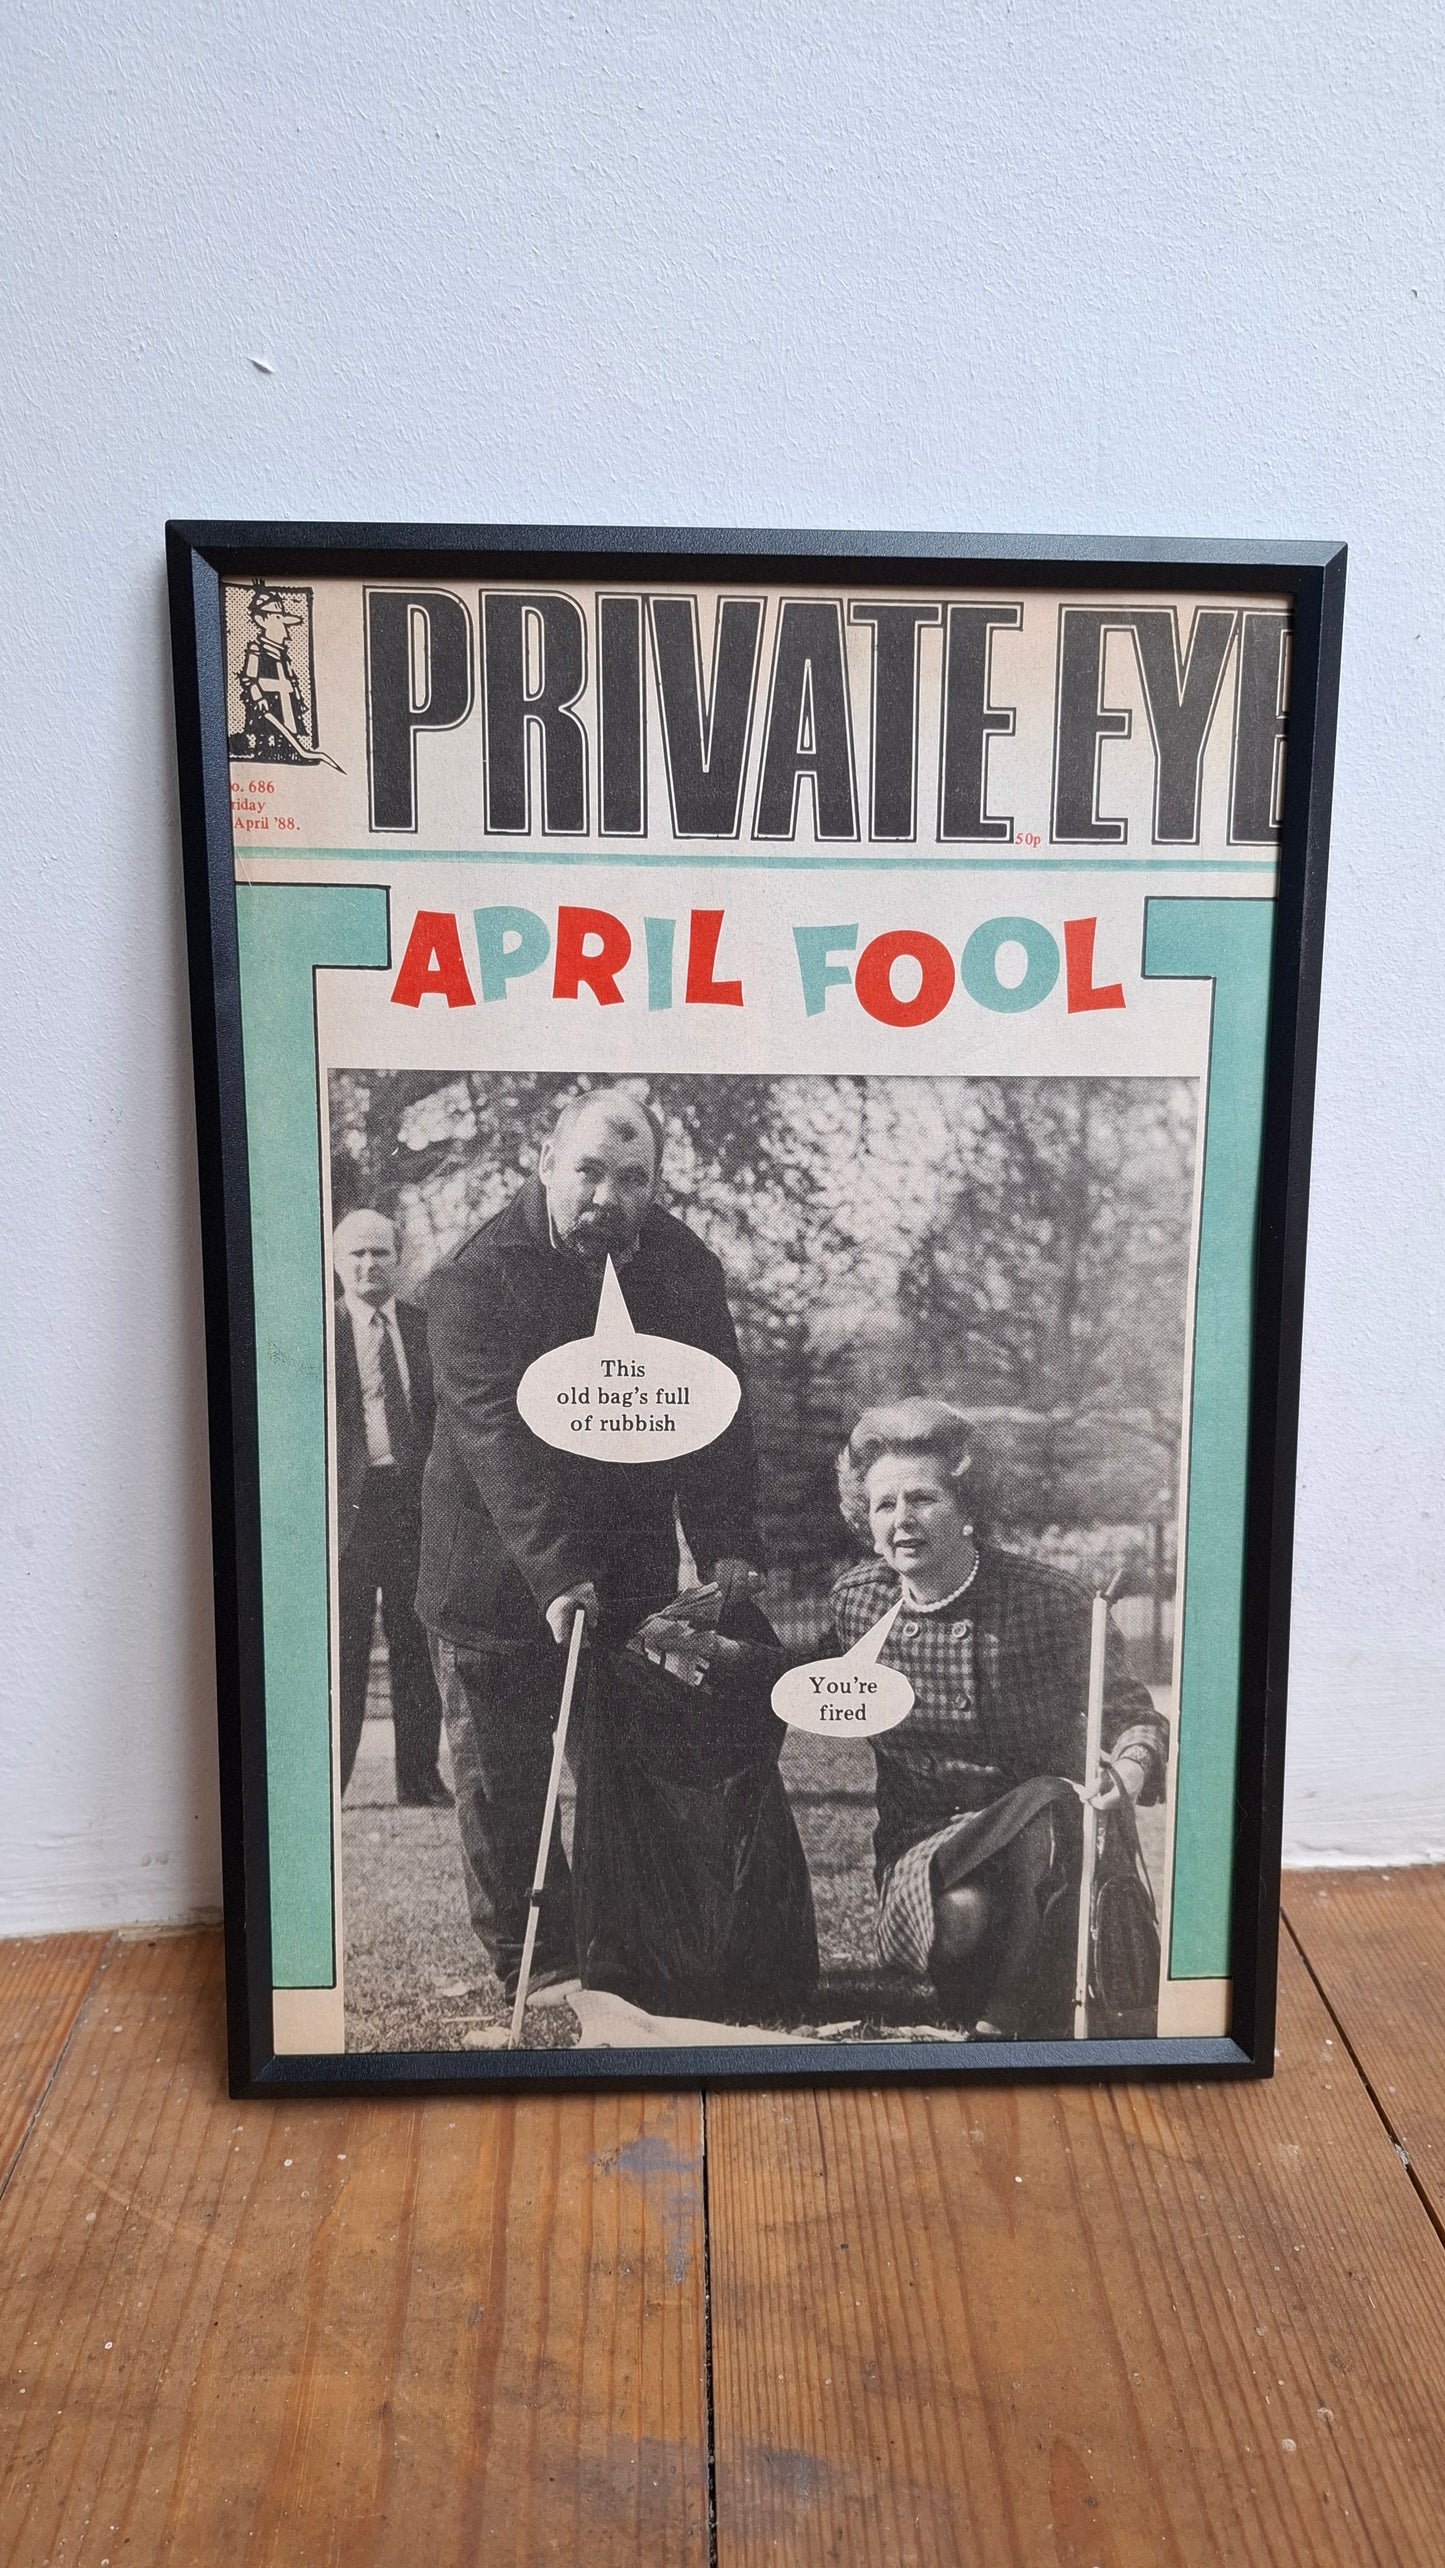 PRIVATE EYE
o. 686
riday
April '88.
50p
APRIL FOOL
This
old bag's full
of rubbish
You're
fired